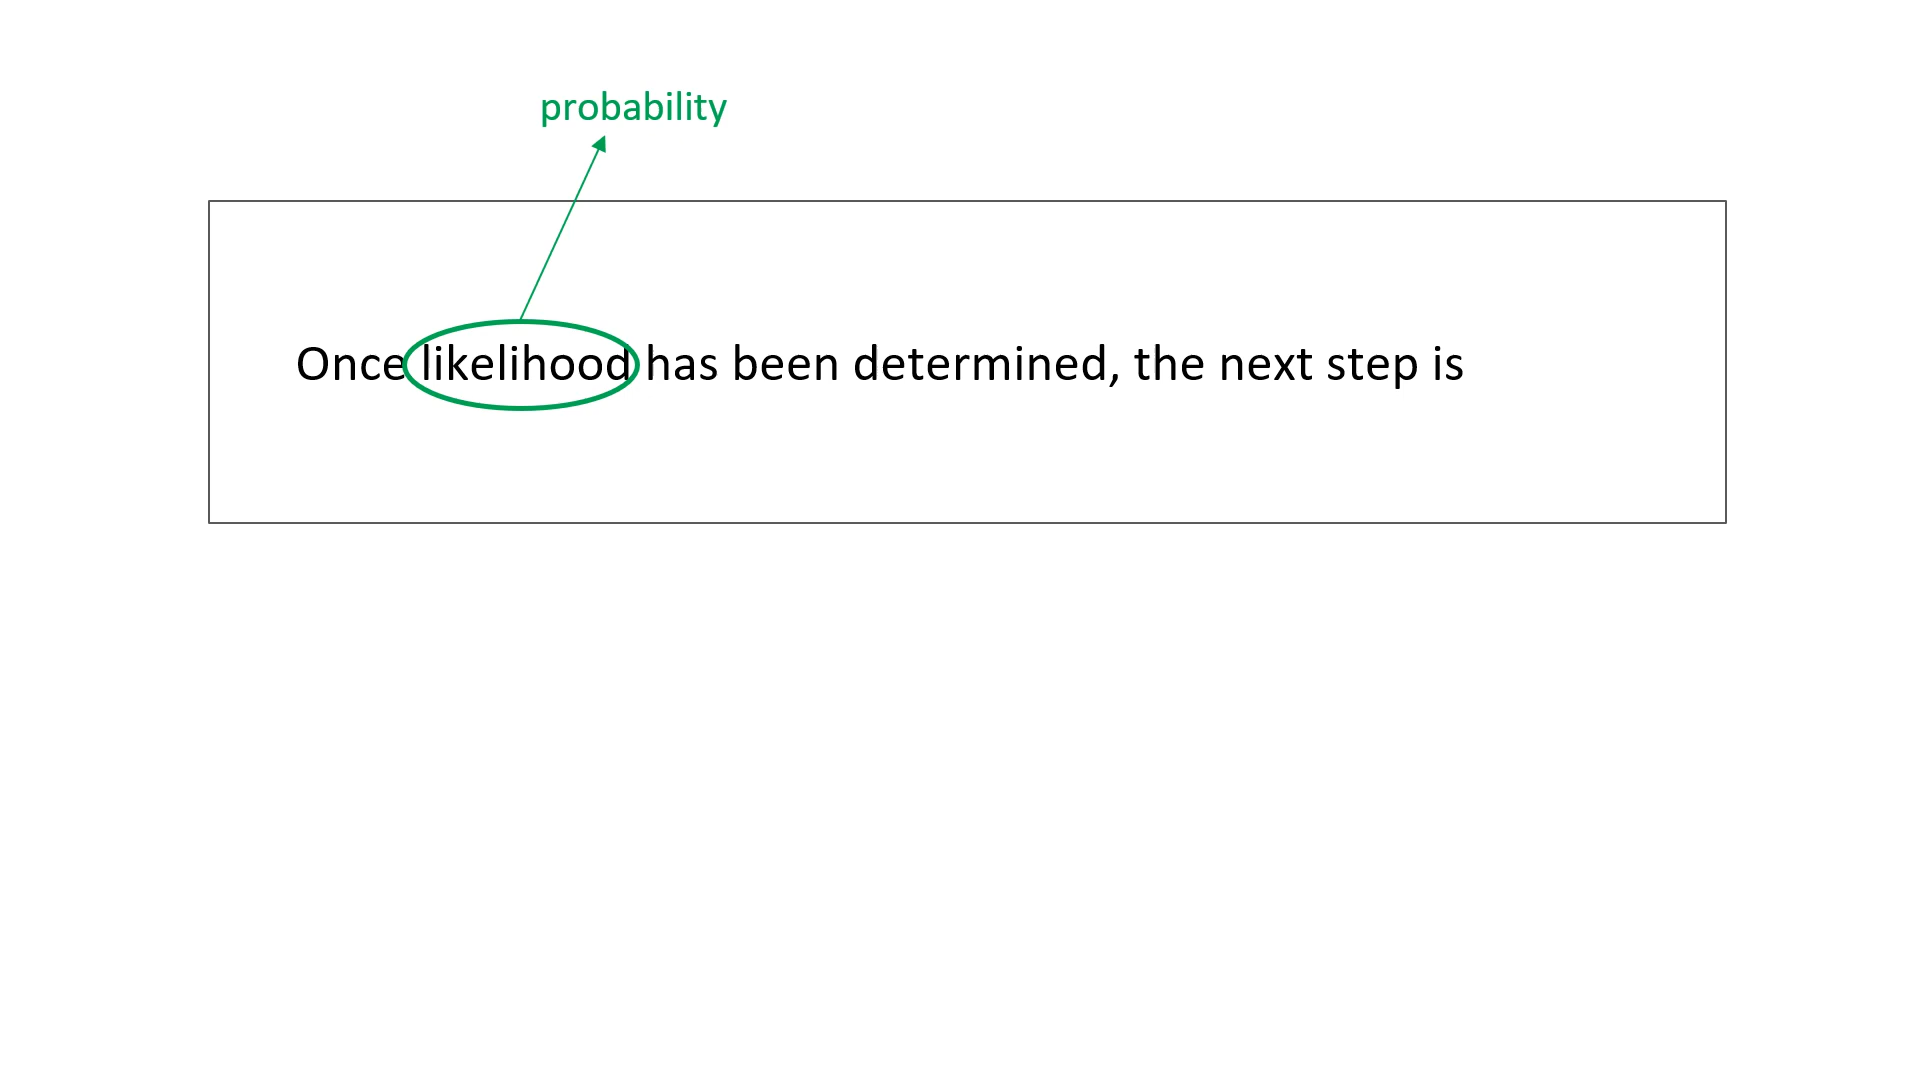 probability
Once likelihood has been determined, the next step is